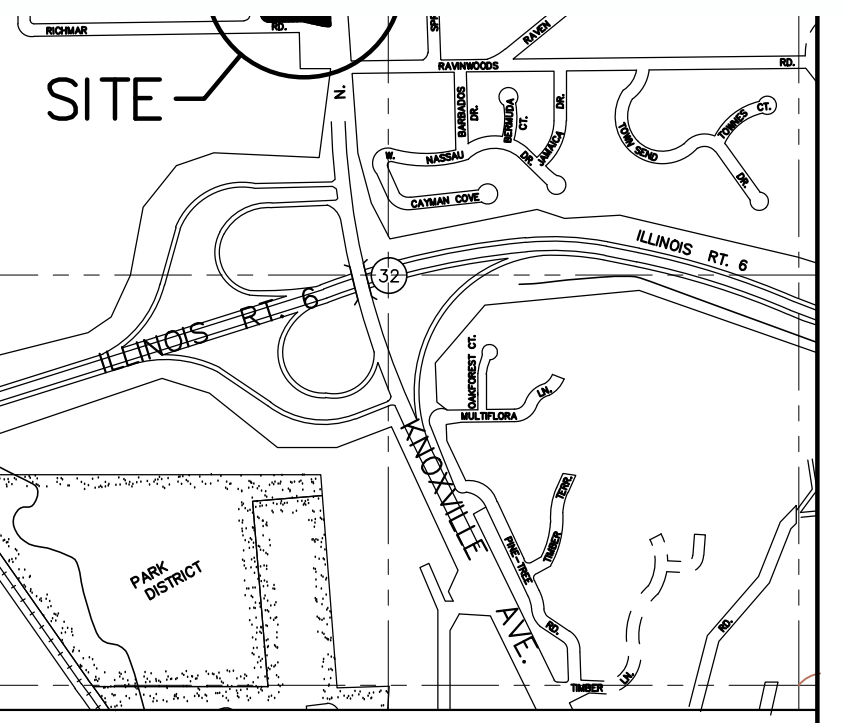 RICHMAR
RD.
SITE
N.
RAVEN
RAVINWOODS
RD.
BARBADOS
DR.
BERMUDA
CT.
DR.
JAMAICA
W. NASSAU DR.
CAYMAN COVE
TOWN SEND
DR.
TOWNES CT.
ILLINOIS RT. 6
32
ILLINOIS RT. 6
OAKFOREST CT.
MULTIFLORA LN.
KNOXVILLE
AVE.
PINE-TREE
RD.
TIMBER TERR.
PARK
DISTRICT
TIMBER LN.
RD.